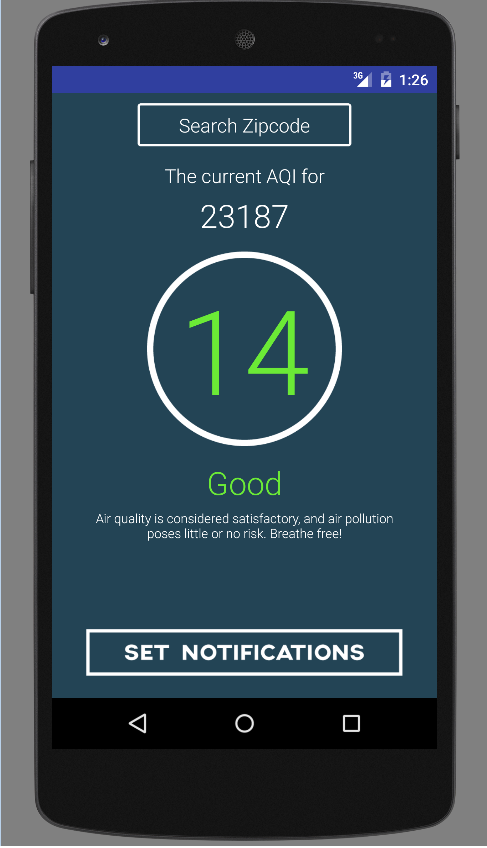 3G 1:26
Search Zipcode
The current AQI for
23187
14
Good
Air quality is considered satisfactory, and air pollution
poses little or no risk. Breathe free!
SET NOTIFICATIONS